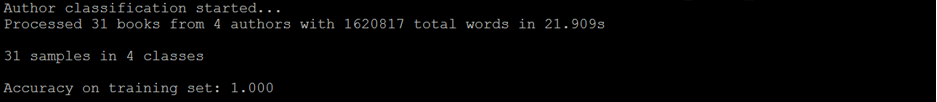 Author classification started...
Processed 31 books from 4 authors with 1620817 total words in 21.909s
31 samples in 4 classes
Accuracy on training set: 1.000